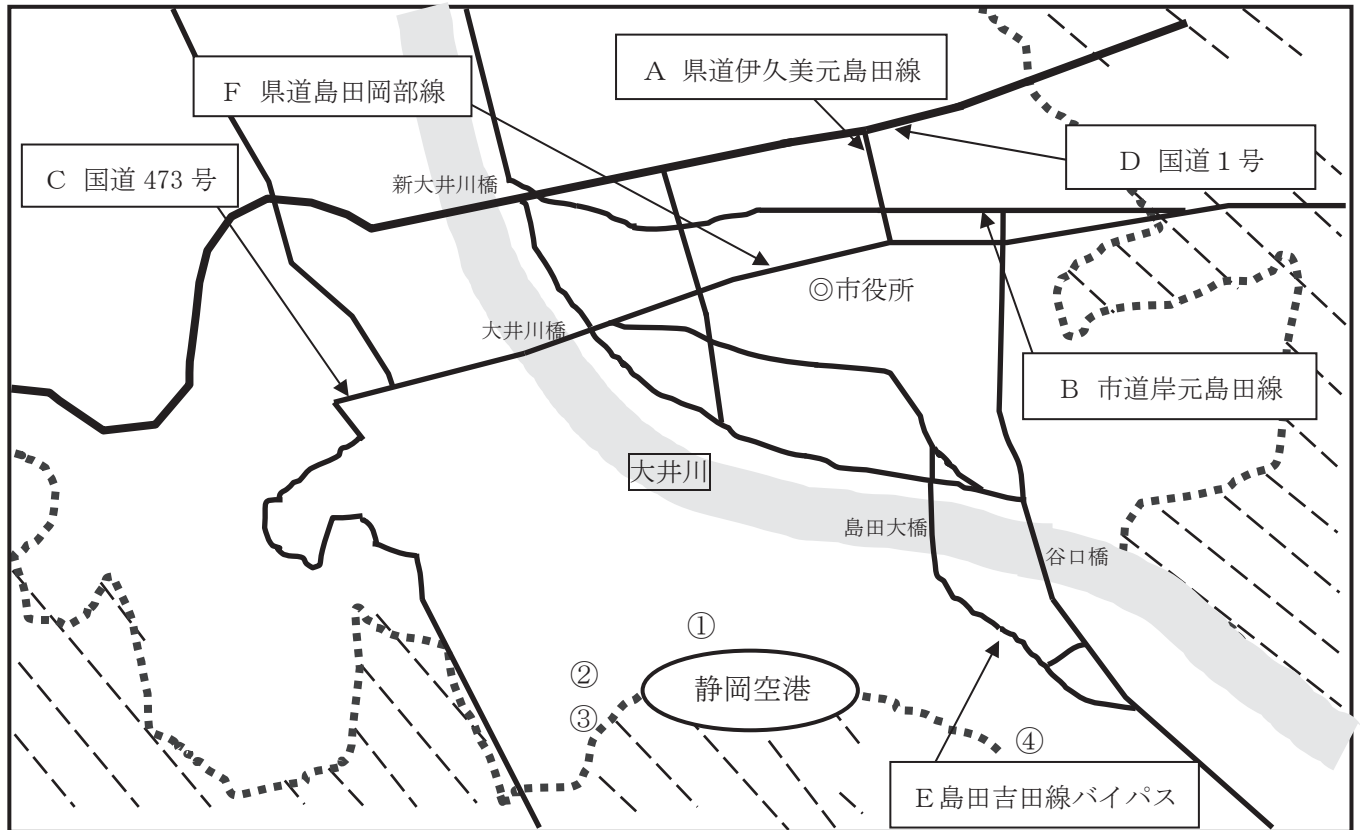 A 県道伊久美元島田線
F 県道島田岡部線
D 国道1号
C 国道 473 号
新大井川橋
◎市役所
大井川橋
B 市道岸元島田線
大井川
島田大橋
谷口橋
①
②
静岡空港
③
④
E島田吉田線バイパス